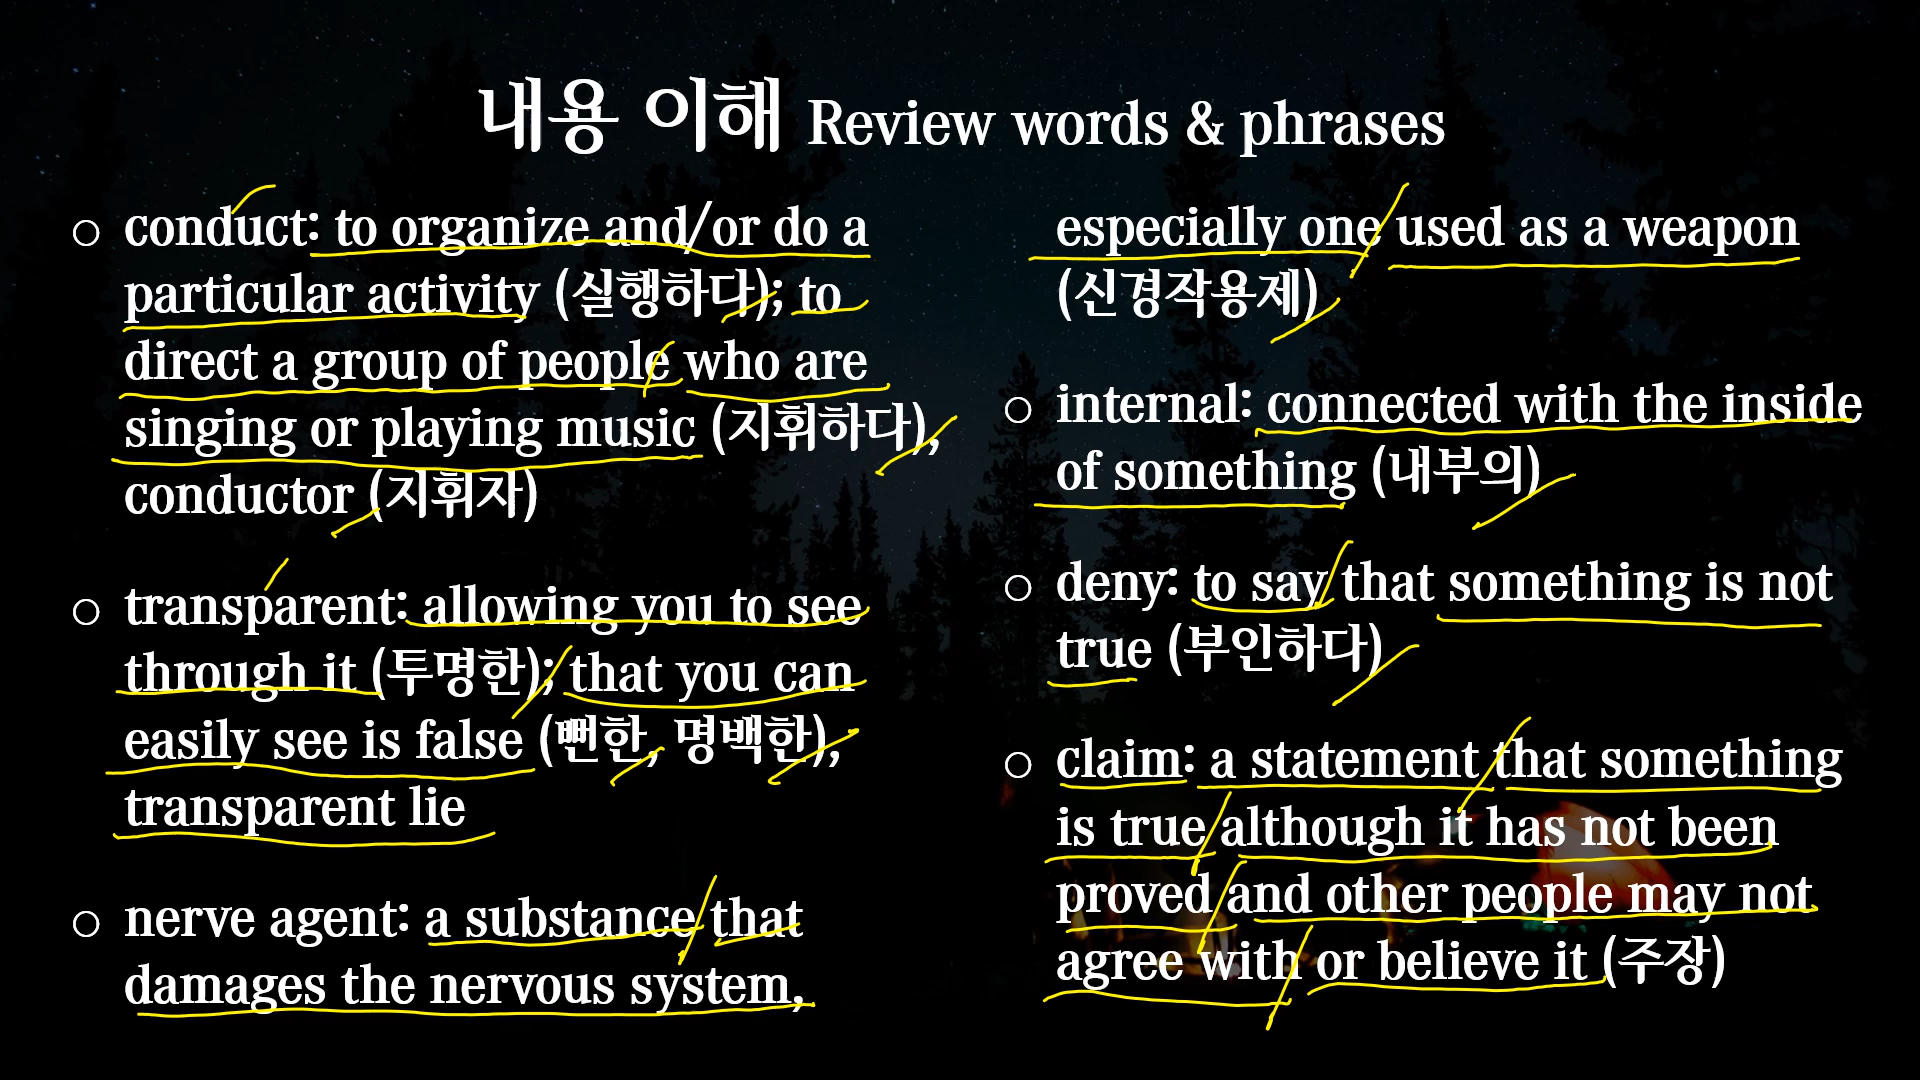 내용 이해 Review words & phrases
○ conduct: to organize and/or do a
particular activity (실행하다); to
direct a group of people who are
singing or playing music (지휘하다),
conductor (지휘자)
○ transparent: allowing you to see
through it (투명한); that you can
easily see is false (뻔한, 명백한),
transparent lie
○ nerve agent: a substance that
damages the nervous system,
especially one used as a weapon
(신경작용제)
○ internal: connected with the inside
of something (내부의)
○ deny: to say that something is not
true (부인하다)
○ claim: a statement that something
is true although it has not been
proved and other people may not
agree with or believe it (주장)